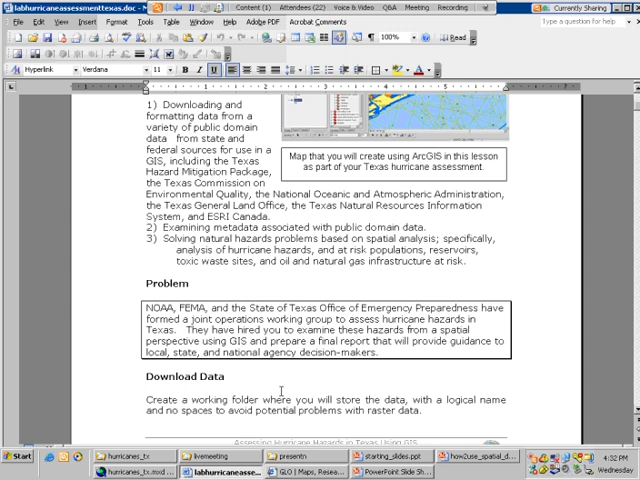 labhurricaneassessmenttexas.doc - M
Content (1) Attendees (22) Voice & Video Q&A Meeting
Currently Sharing
File Edit View Insert Format Tools Table Window Help Adobe PDF Acrobat Comments
Type a question for help
100% Read
Hyperlink Verdana 11 B I U
1) Downloading and
formatting data from a
variety of public domain
data from state and
federal sources for use in a
GIS, including the Texas
Hazard Mitigation Package,
the Texas Commission on
Map that you will create using ArcGIS in this lesson
as part of your Texas hurricane assessment.
Environmental Quality, the National Oceanic and Atmospheric Administration,
the Texas General Land Office, the Texas Natural Resources Information
System, and ESRI Canada.
2) Examining metadata associated with public domain data.
3) Solving natural hazards problems based on spatial analysis; specifically,
analysis of hurricane hazards, and at risk populations, reservoirs,
toxic waste sites, and oil and natural gas infrastructure at risk.
Problem
NOAA, FEMA, and the State of Texas Office of Emergency Preparedness have
formed a joint operations working group to assess hurricane hazards in
Texas. They have hired you to examine these hazards from a spatial
perspective using GIS and prepare a final report that will provide guidance to
local, state, and national agency decision-makers.
Download Data
Create a working folder where you will store the data, with a logical name
and no spaces to avoid potential problems with raster data.
Assessing Hurricane Hazards in Texas Using GIS
Start hurricanes_tx livemeeting presentn starting_slides.ppt how2use_spatial_d... 4:32 PM
hurricanes_tx.mxd labhurricaneasse... GLO | Maps, Resea... PowerPoint Slide Sh... Wednesday